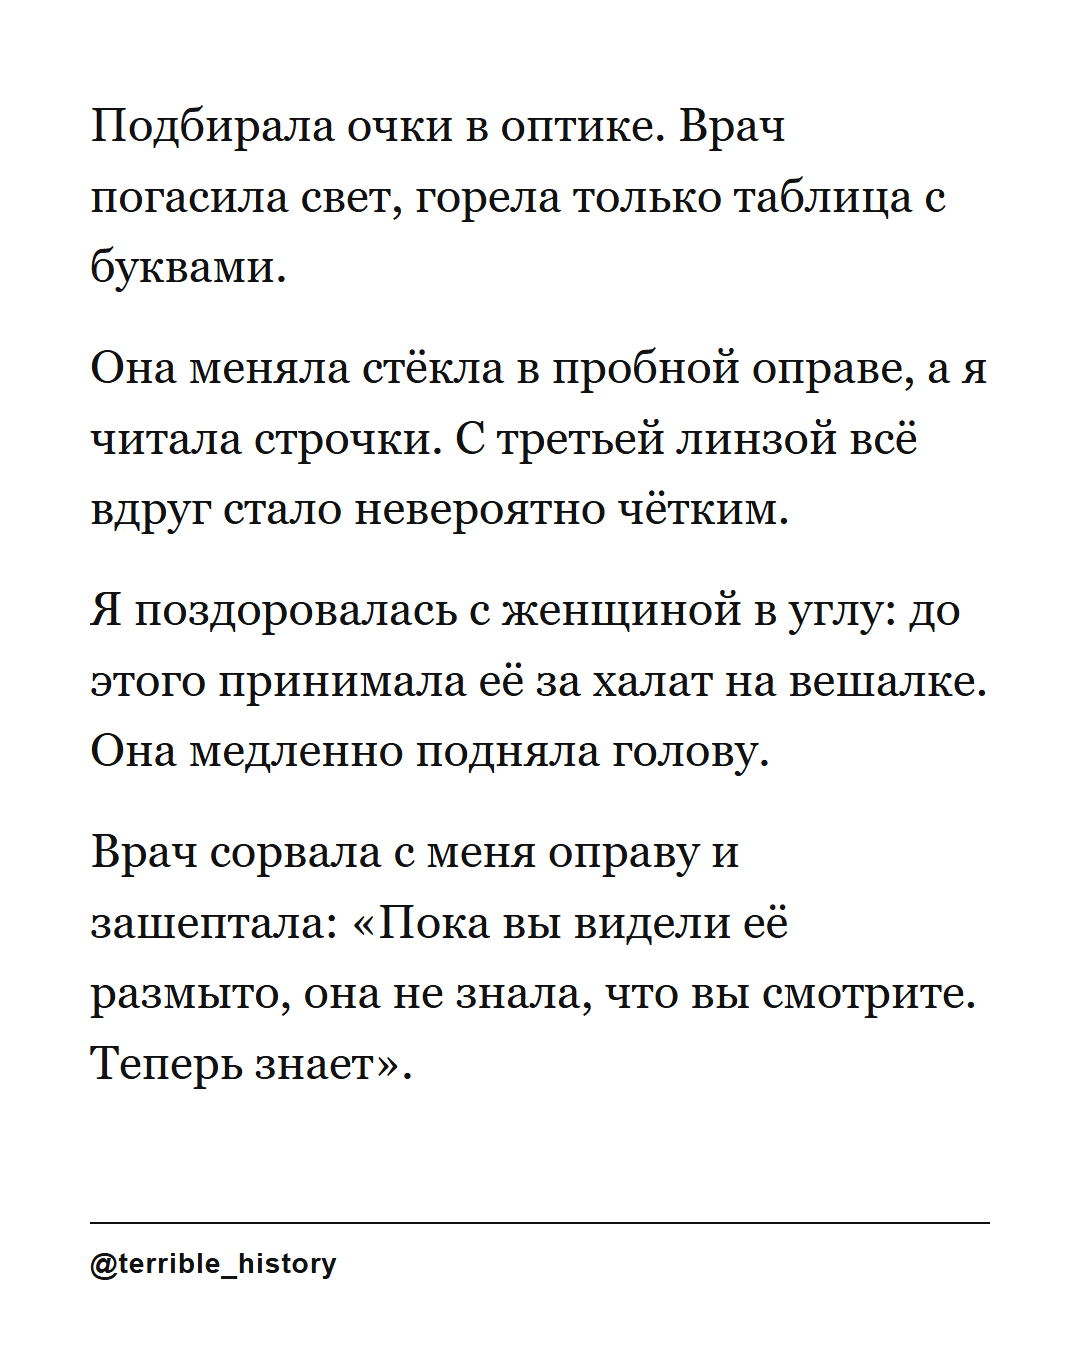 Подбирала очки в оптике. Врач
погасила свет, горела только таблица с
буквами.
Она меняла стёкла в пробной оправе, а я
читала строчки. С третьей линзой всё
вдруг стало невероятно чётким.
Я поздоровалась с женщиной в углу: до
этого принимала её за халат на вешалке.
Она медленно подняла голову.
Врач сорвала с меня оправу и
зашептала: «Пока вы видели её
размыто, она не знала, что вы смотрите.
Теперь знает».
@terrible_history